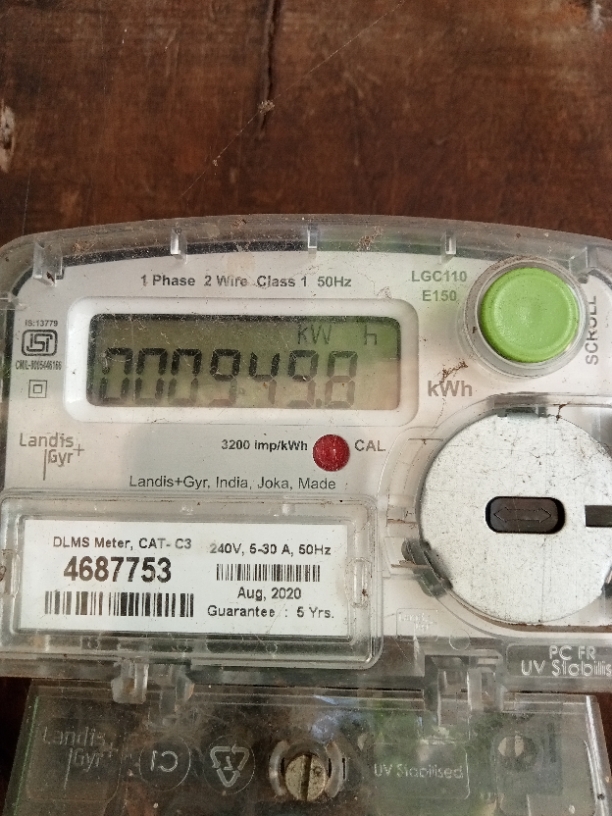 1 Phase 2 Wire Class 1 50Hz
LGC110
E150
SCROLL
IS:13779
ISI
kW h
000949.8
kWh
Landis
Gyr+
3200 imp/kWh CAL
Landis+Gyr, India, Joka, Made
DLMS Meter, CAT- C3
4687753
240V, 5-30 A, 50Hz
Aug, 2020
Guarantee : 5 Yrs.
PC FR
UV Stabilis
Landis
Gyr+
C1
UV Stabilised